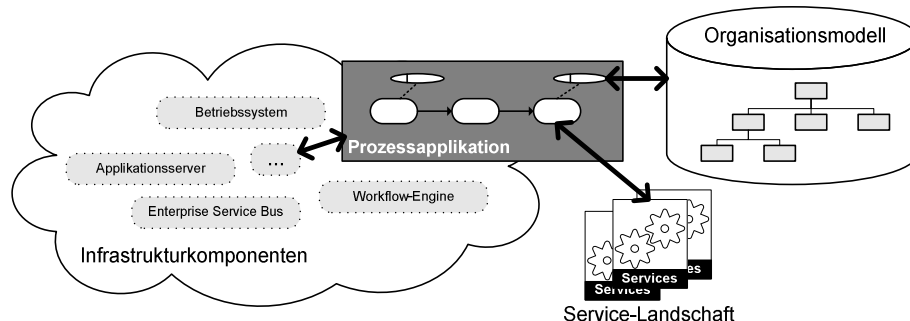 Organisationsmodell
Betriebssystem
Prozessapplikation
...
Applikationsserver
Workflow-Engine
Enterprise Service Bus
Infrastrukturkomponenten
Services
Services
Services
Service-Landschaft